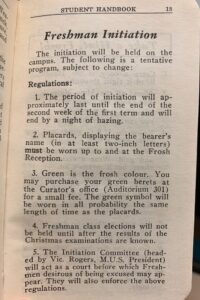 STUDENT HANDBOOK 13
Freshman Initiation
The initiation will be held on the
campus. The following is a tentative
program, subject to change:
Regulations:
1. The period of initiation will ap-
proximately last until the end of the
second week of the first term and will
end by a night of hazing.
2. Placards, displaying the bearer's
name (in at least two-inch letters)
must be worn up to and at the Frosh
Reception.
3. Green is the frosh colour. You
may purchase your green berets at
the Curator's office (Auditorium 301)
for a small fee. The green symbol will
be worn in all probability the same
length of time as the placards.
4. Freshman class elections will not
be held until after the results of the
Christmas examinations are known.
5. The Initiation Committee (head-
ed by Vic. Rogers, M.U.S. President)
will act as a court before which Fresh-
men desirous of being excused may ap-
pear. They will also enforce the above
regulations.